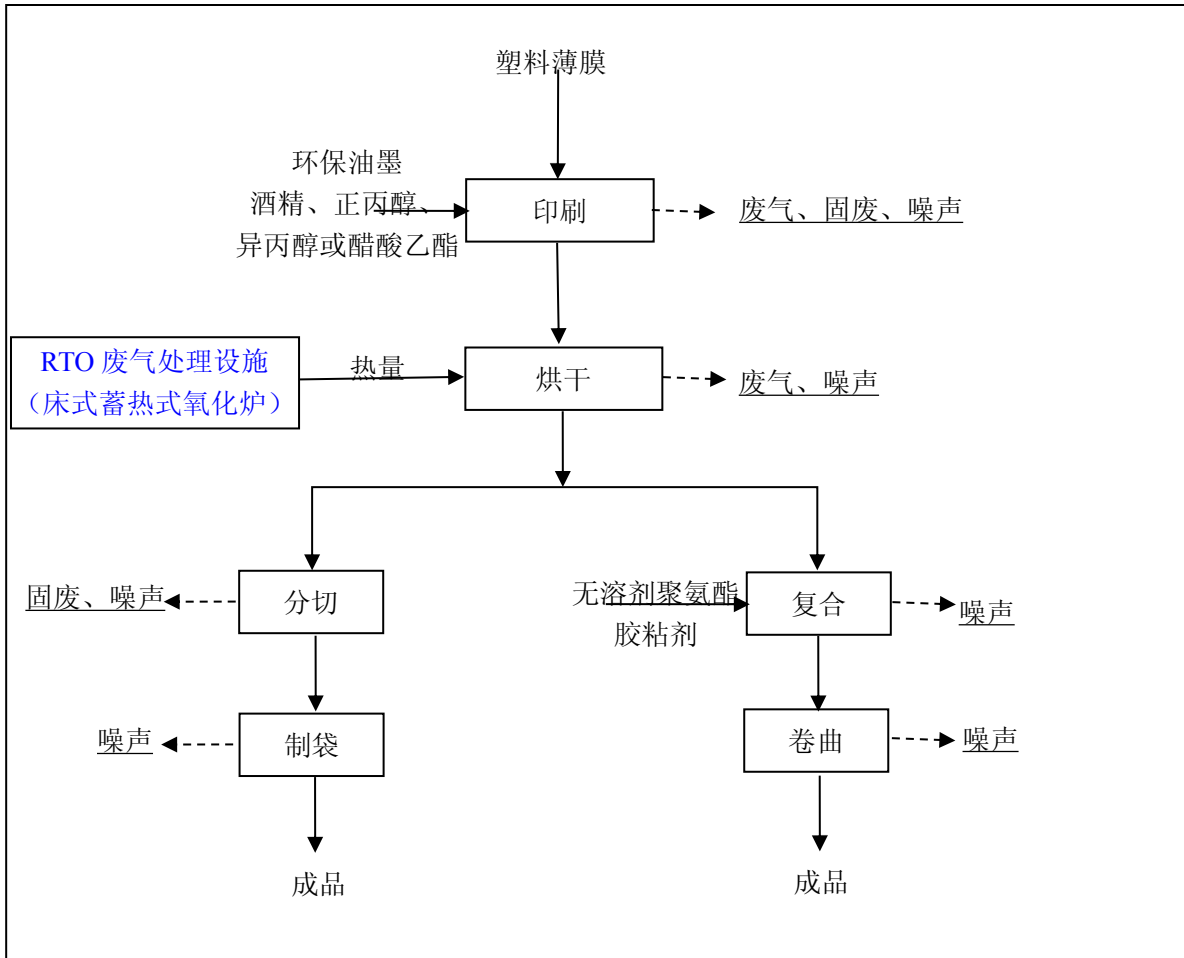 塑料薄膜
环保油墨
酒精、正丙醇、
异丙醇或醋酸乙酯
印刷
废气、固废、噪声
RTO 废气处理设施
（床式蓄热式氧化炉）
热量
烘干
废气、噪声
固废、噪声
分切
无溶剂聚氨酯
胶粘剂
复合
噪声
噪声
制袋
卷曲
噪声
成品
成品